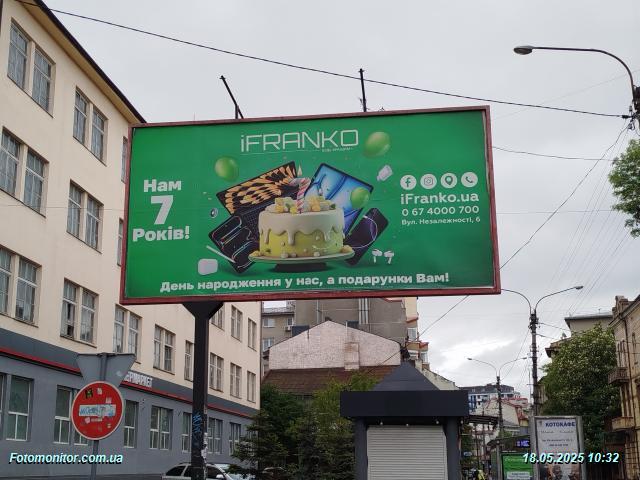 iFRANKO
Нам
7
Років!
iFranko.ua
0 67 4000 700
Вул. Незалежності, 6
День народження у нас, а подарунки Вам!
КОТОКАФЕ
Fotomonitor.com.ua
18.05.2025 10:32